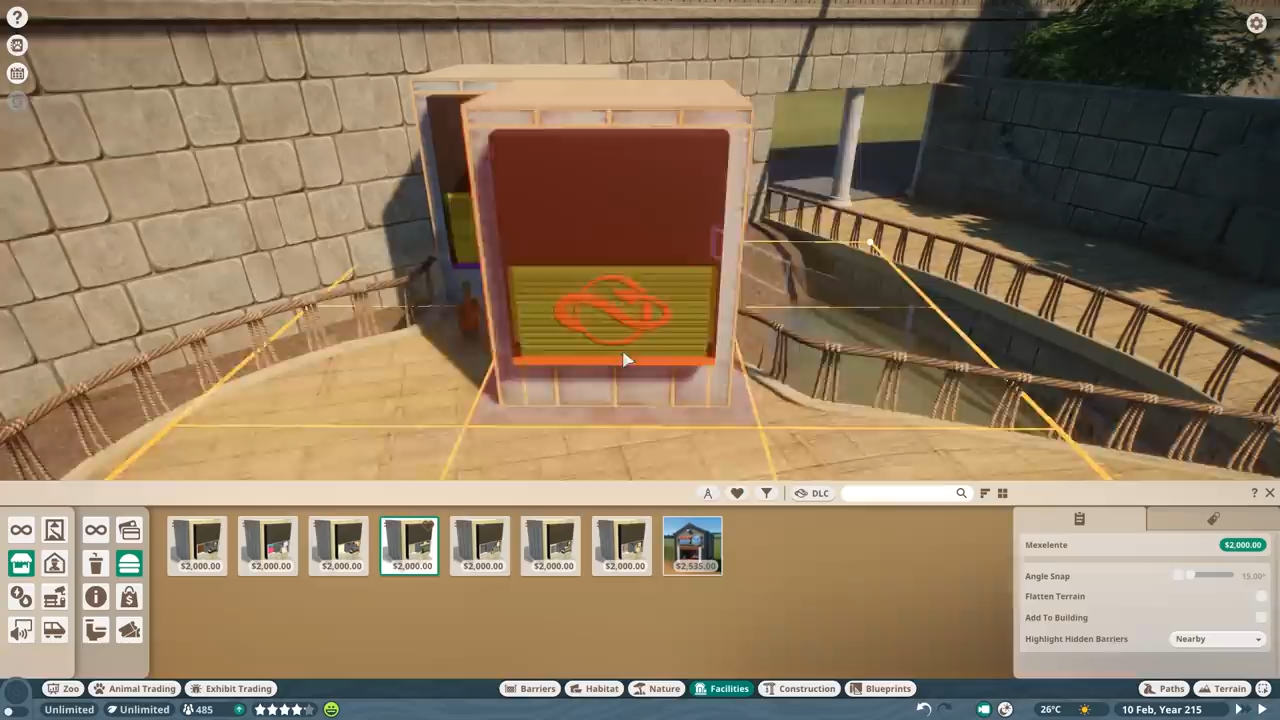 ?
DLC
?
$2,000.00 $2,000.00 $2,000.00 $2,000.00 $2,000.00 $2,000.00 $2,000.00 $2,535.00
Mexelente $2,000.00
Angle Snap 15.00°
Flatten Terrain
Add To Building
Highlight Hidden Barriers Nearby
Zoo Animal Trading Exhibit Trading Barriers Habitat Nature Facilities Construction Blueprints Paths Terrain
Unlimited Unlimited 485 26°C 10 Feb, Year 215